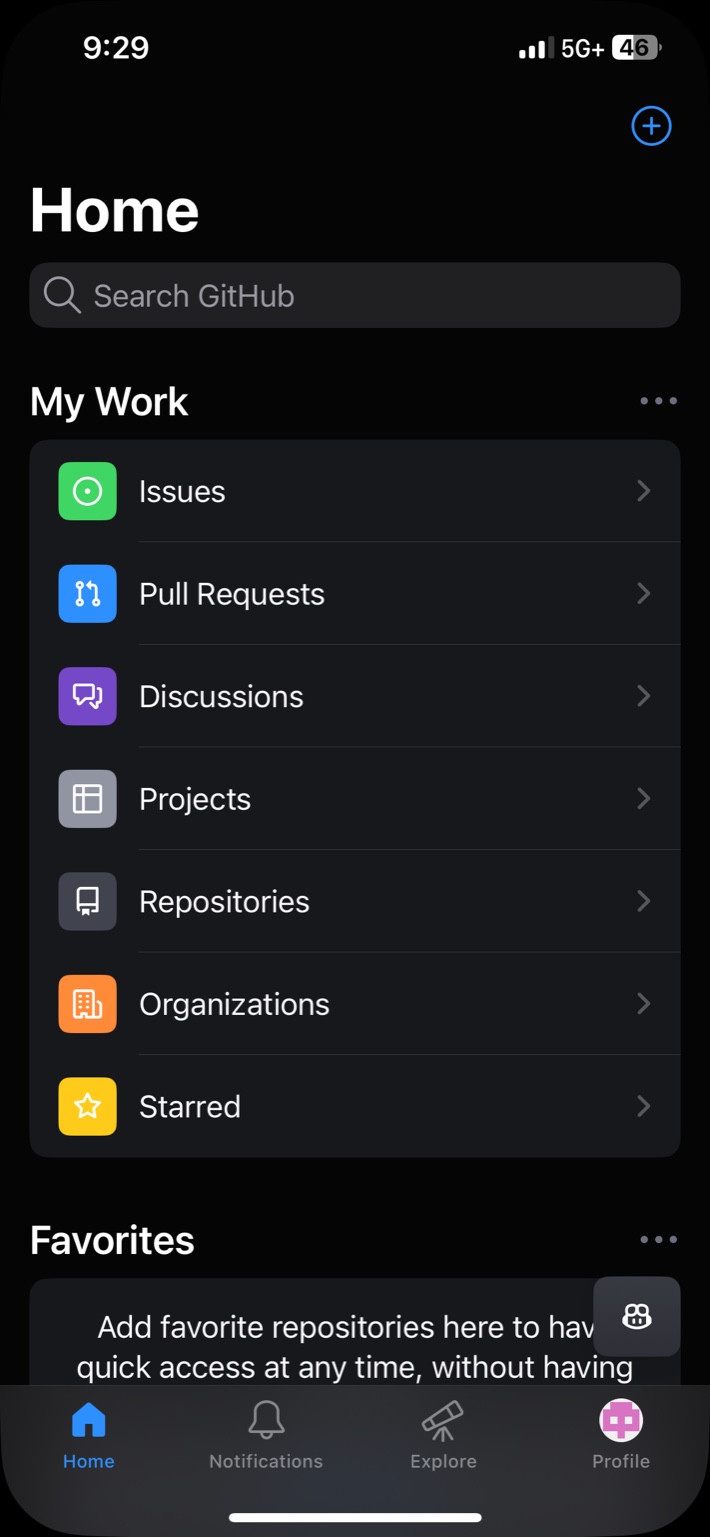 9:29
5G+ 46
Home
Search GitHub
My Work
Issues
Pull Requests
Discussions
Projects
Repositories
Organizations
Starred
Favorites
Add favorite repositories here to hav
quick access at any time, without having
Home
Notifications
Explore
Profile